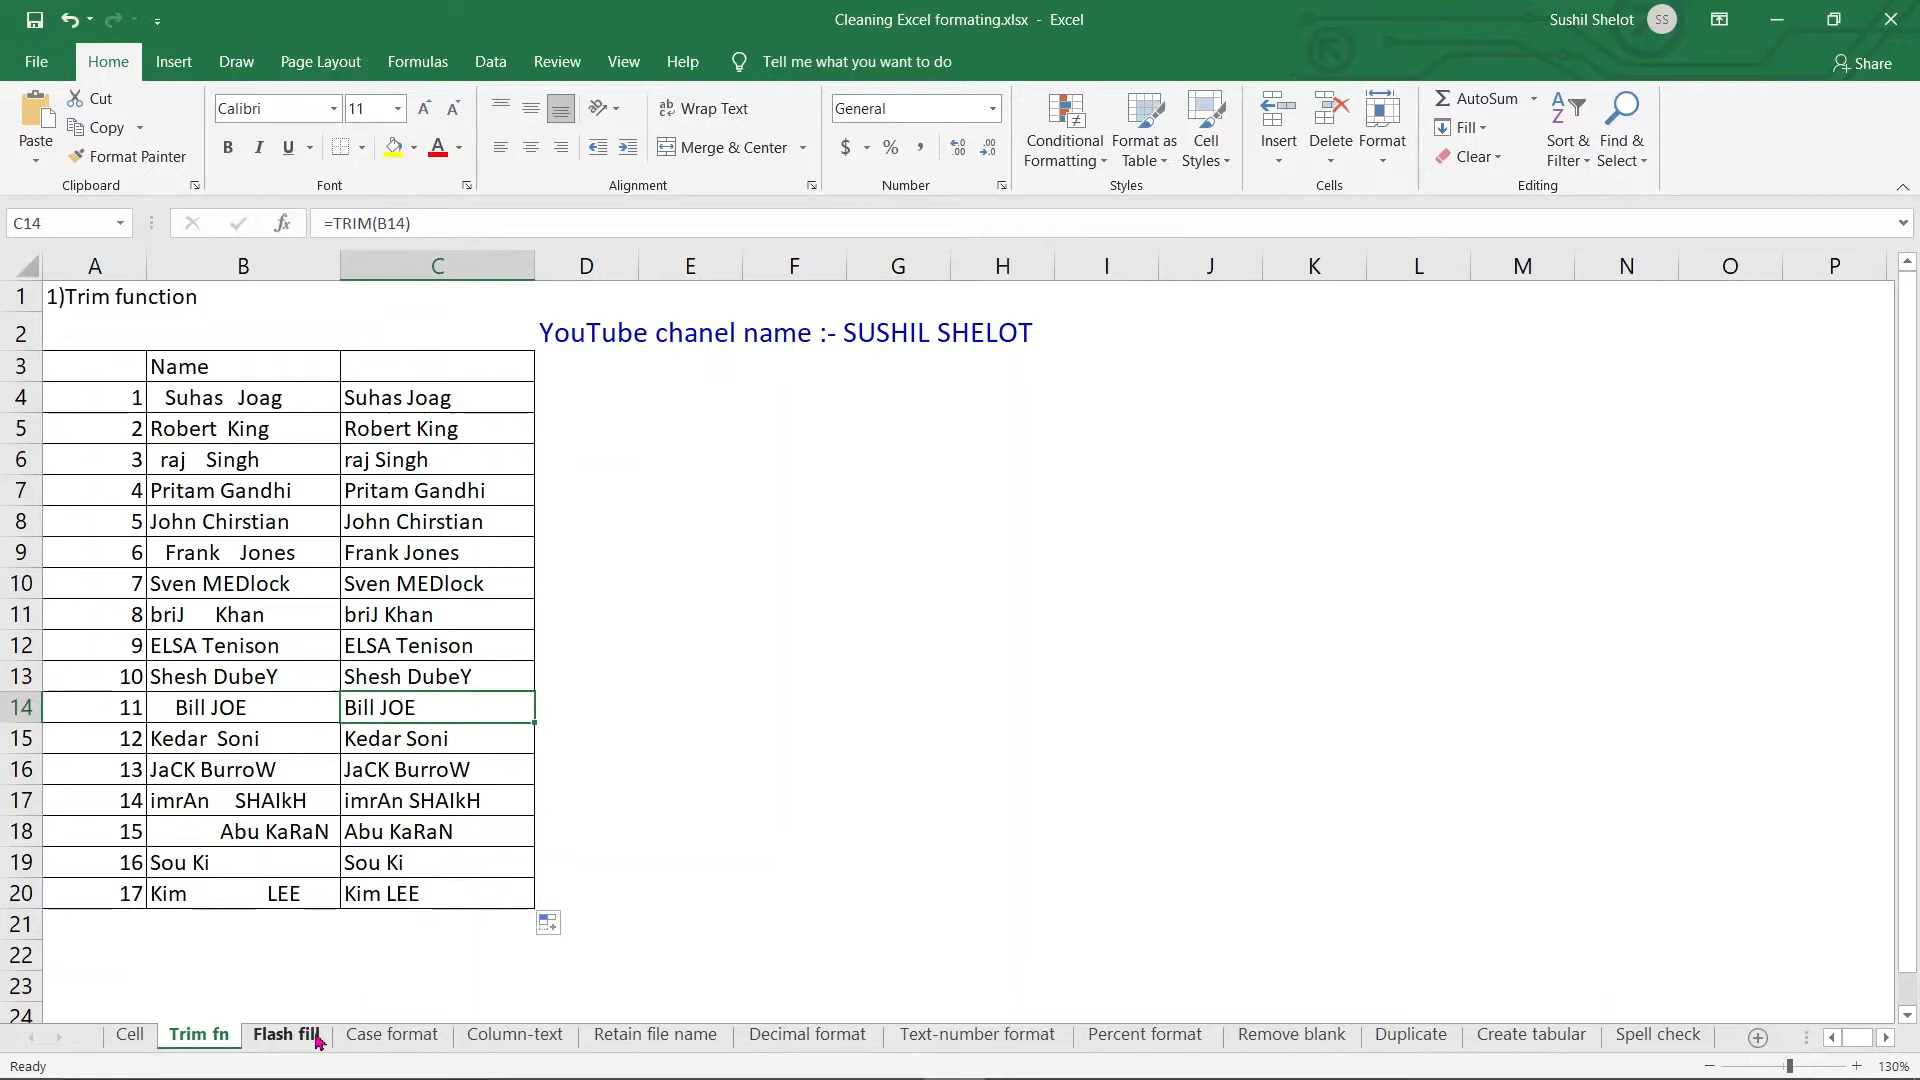 Cleaning Excel formating.xlsx - Excel
Sushil Shelot SS
File Home Insert Draw Page Layout Formulas Data Review View Help Tell me what you want to do Share
Paste
Cut
Copy
Format Painter
Clipboard
Calibri 11
B I U A
Font
ab Wrap Text
Merge & Center
Alignment
General
$ % ,
Number
Conditional Formatting
Format as Table
Cell Styles
Styles
Insert Delete Format
Cells
AutoSum
Fill
Clear
Sort & Filter
Find & Select
Editing
C14 fx =TRIM(B14)
A B C D E F G H I J K L M N O P
1 1)Trim function
2 YouTube chanel name :- SUSHIL SHELOT
3 Name
4 1 Suhas Joag Suhas Joag
5 2 Robert King Robert King
6 3 raj Singh raj Singh
7 4 Pritam Gandhi Pritam Gandhi
8 5 John Chirstian John Chirstian
9 6 Frank Jones Frank Jones
10 7 Sven MEDlock Sven MEDlock
11 8 briJ Khan briJ Khan
12 9 ELSA Tenison ELSA Tenison
13 10 Shesh DubeY Shesh DubeY
14 11 Bill JOE Bill JOE
15 12 Kedar Soni Kedar Soni
16 13 JaCK BurroW JaCK BurroW
17 14 imrAn SHAIkH imrAn SHAIkH
18 15 Abu KaRaN Abu KaRaN
19 16 Sou Ki Sou Ki
20 17 Kim LEE Kim LEE
21
22
23
24
Cell Trim fn Flash fill Case format Column-text Retain file name Decimal format Text-number format Percent format Remove blank Duplicate Create tabular Spell check
Ready 130%